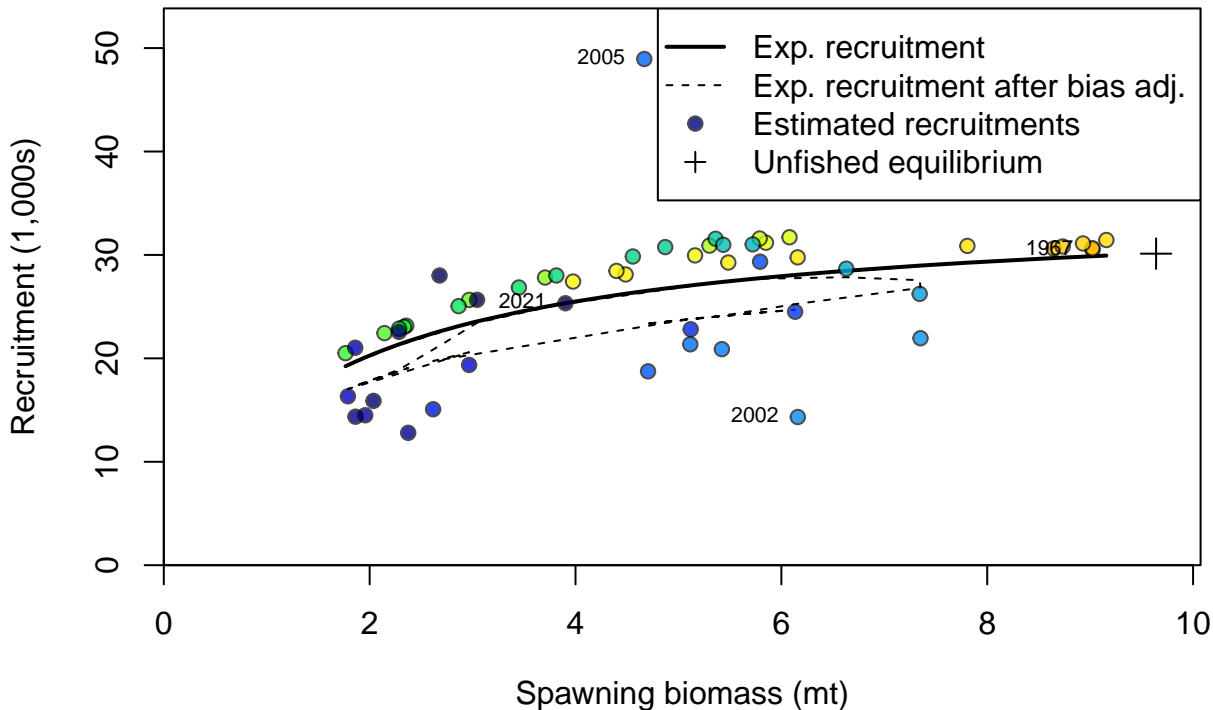 Exp. recruitment
Exp. recruitment after bias adj.
Estimated recruitments
Unfished equilibrium
2005
1967
2021
2002
Recruitment (1,000s)
0
10
20
30
40
50
0 2 4 6 8 10
Spawning biomass (mt)